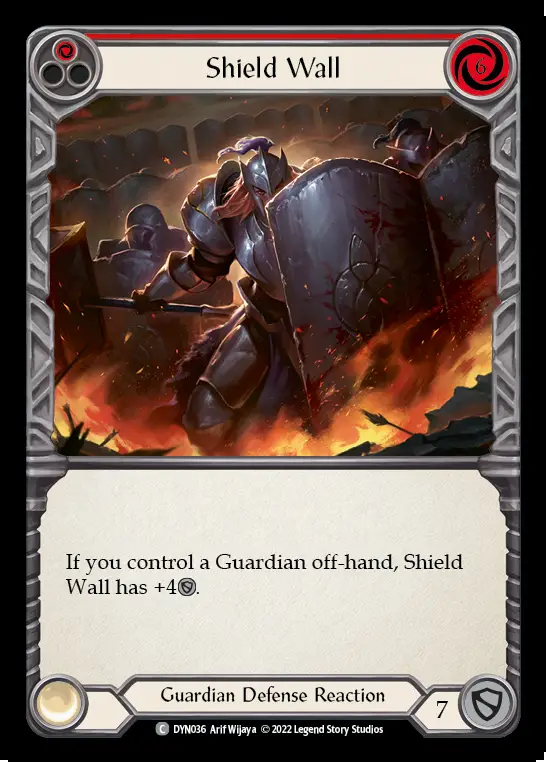 Shield Wall
6
If you control a Guardian off-hand, Shield
Wall has +4.
Guardian Defense Reaction
7
C DYN036 Arif Wijaya © 2022 Legend Story Studios